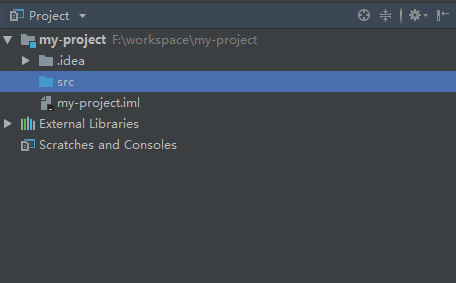 Project
my-project F:\workspace\my-project
.idea
src
my-project.iml
External Libraries
Scratches and Consoles